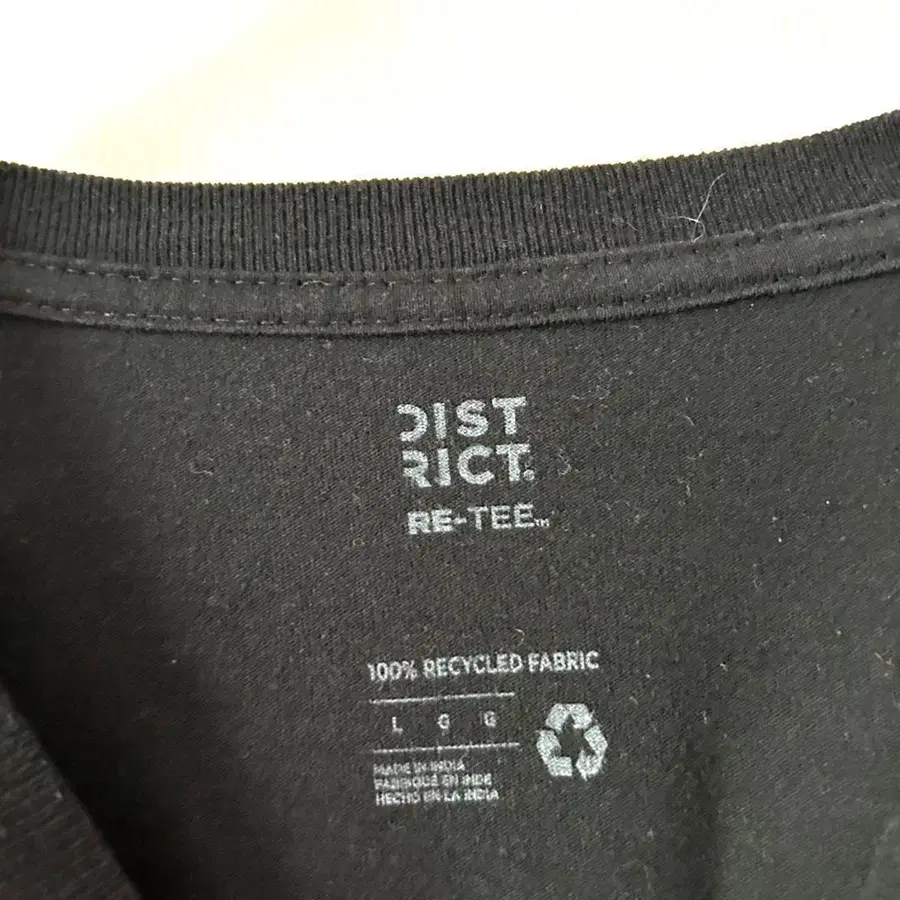 DIST
RICT®
RE-TEE™
100% RECYCLED FABRIC
L G G
MADE IN INDIA
FABRIQUÉ EN INDE
HECHO EN LA INDIA